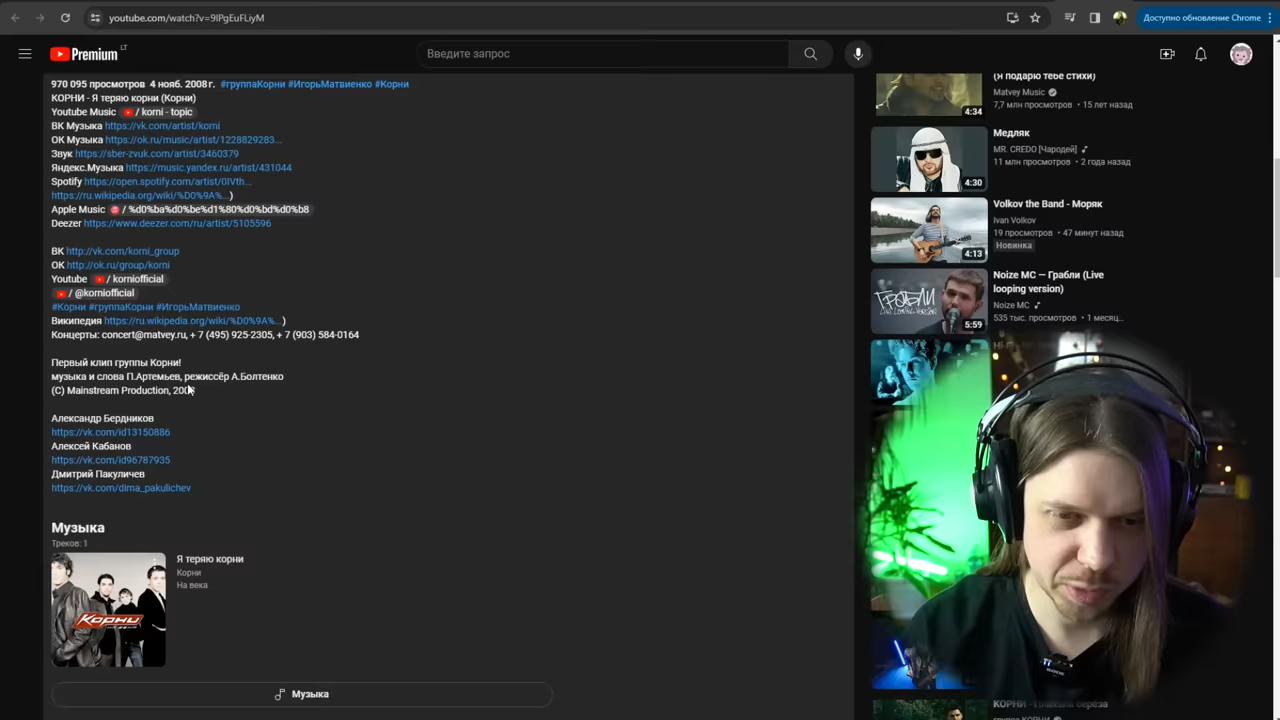 youtube.com/watch?v=9IPgEuFLiyM
Доступно обновление Chrome
Premium LT
Введите запрос
970 095 просмотров 4 нояб. 2008 г. #группаКорни #ИгорьМатвиенко #Корни
КОРНИ - Я теряю корни (Корни)
Youtube Music / korni - topic
ВК Музыка https://vk.com/artist/korni
ОК Музыка https://ok.ru/music/artist/1228829283...
Звук https://sber-zvuk.com/artist/3460379
Яндекс.Музыка https://music.yandex.ru/artist/431044
Spotify https://open.spotify.com/artist/0IVth...
https://ru.wikipedia.org/wiki/%D0%9A%...)
Apple Music / %d0%ba%d0%be%d1%80%d0%bd%d0%b8
Deezer https://www.deezer.com/ru/artist/5105596
ВК http://vk.com/korni_group
ОК http://ok.ru/group/korni
Youtube / korniofficial
/ @korniofficial
#Корни #группаКорни #ИгорьМатвиенко
Википедия https://ru.wikipedia.org/wiki/%D0%9A%...)
Концерты: concert@matvey.ru, + 7 (495) 925-2305, + 7 (903) 584-0164
Первый клип группы Корни!
музыка и слова П.Артемьев, режиссёр А.Болтенко
(C) Mainstream Production,
Александр Бердников
https://vk.com/id13150886
Алексей Кабанов
https://vk.com/id96787935
Дмитрий Пакуличев
https://vk.com/dima_pakulichev
Музыка
Треков: 1
Корни
Я теряю корни
Корни
На века
Музыка
(Я подарю тебе стихи)
Matvey Music
7,7 млн просмотров • 15 лет назад
4:34
Медляк
MR. CREDO [Чародей]
11 млн просмотров • 2 года назад
4:30
Volkov the Band - Моряк
Ivan Volkov
19 просмотров • 47 минут назад
Новинка
4:13
Noize MC — Грабли (Live
looping version)
Noize MC
535 тыс. просмотров • 1 месяц...
ГРАБЛИ
5:59
группа КОРНИ